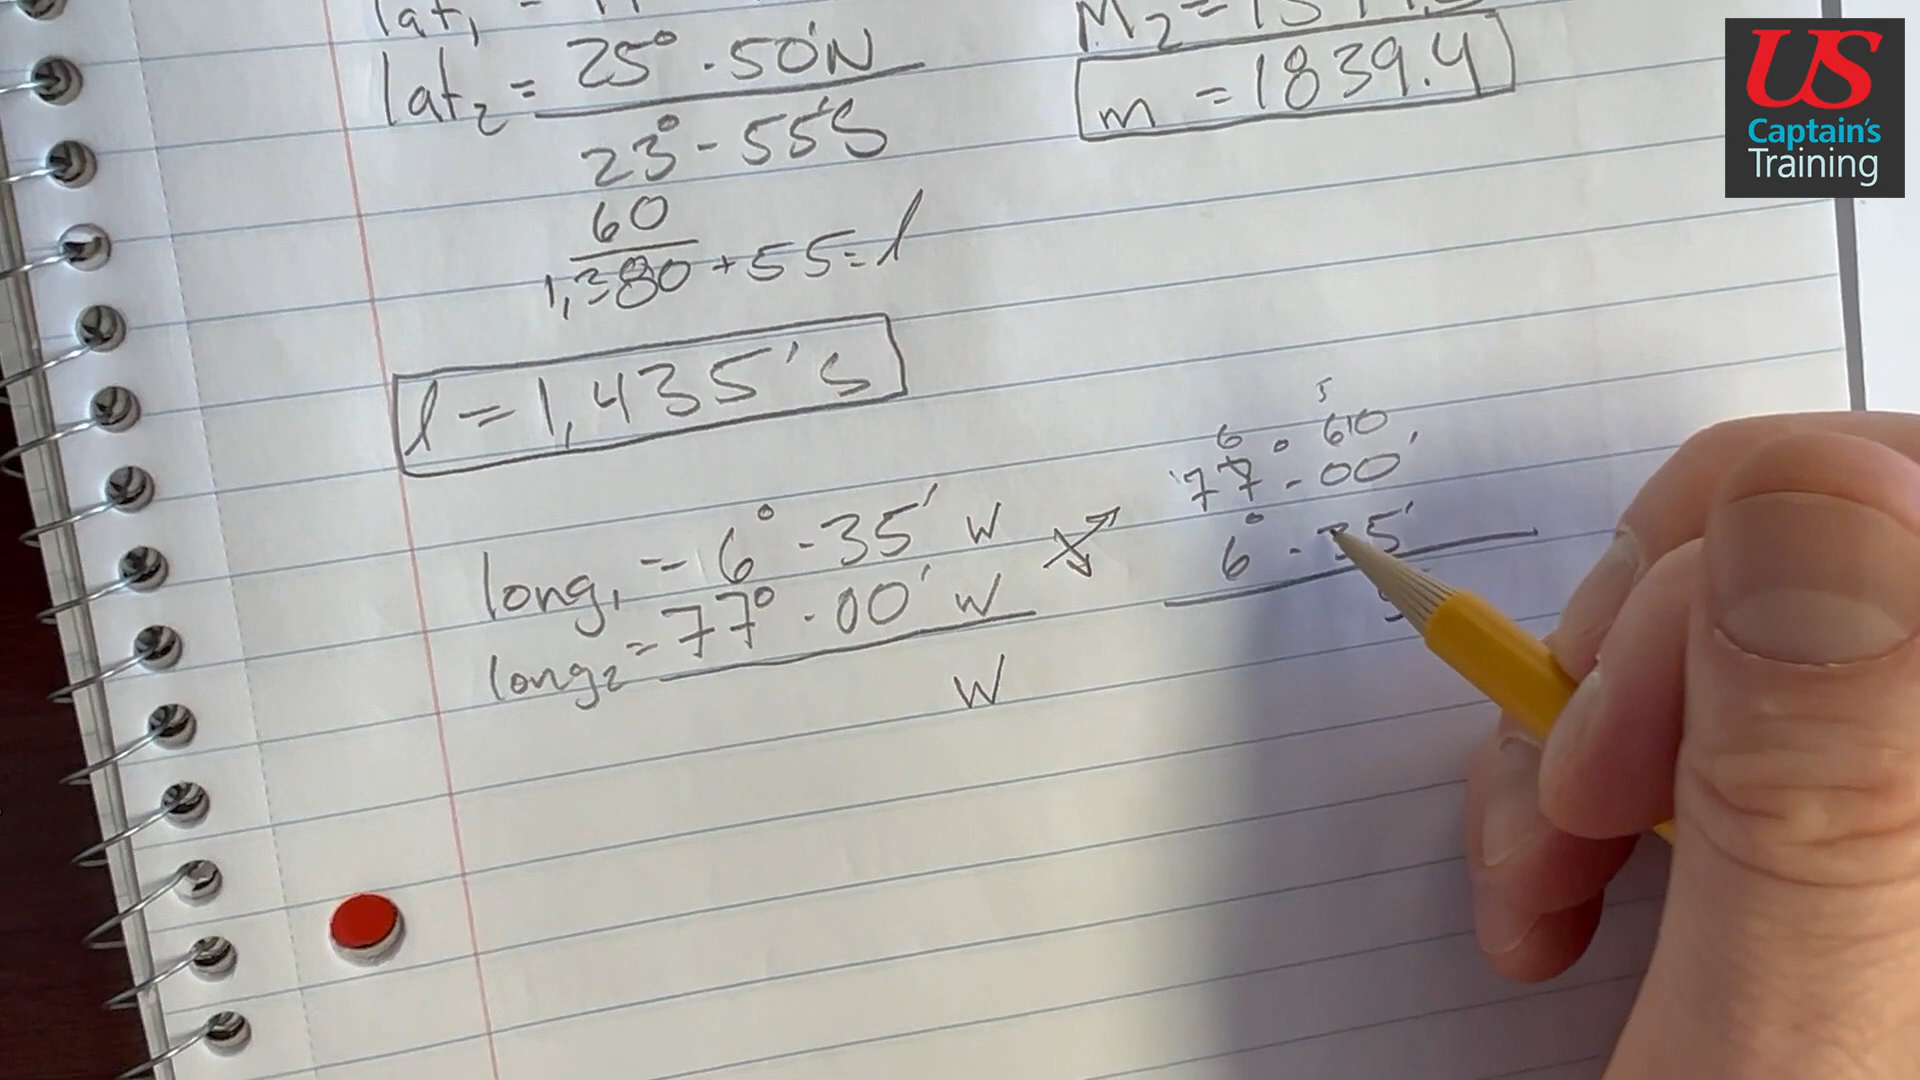 lat₁ =
M₂ =
lat₂ = 25° - 50' N
m = 1839.4
23° - 55' S
60
1,380 + 55 = l
l = 1,435' S
5
6 ° 610
77 - 00'
long₁ = 6° - 35' W
6° - 35'
long₂ = 77° - 00' W
W
US
Captain's
Training